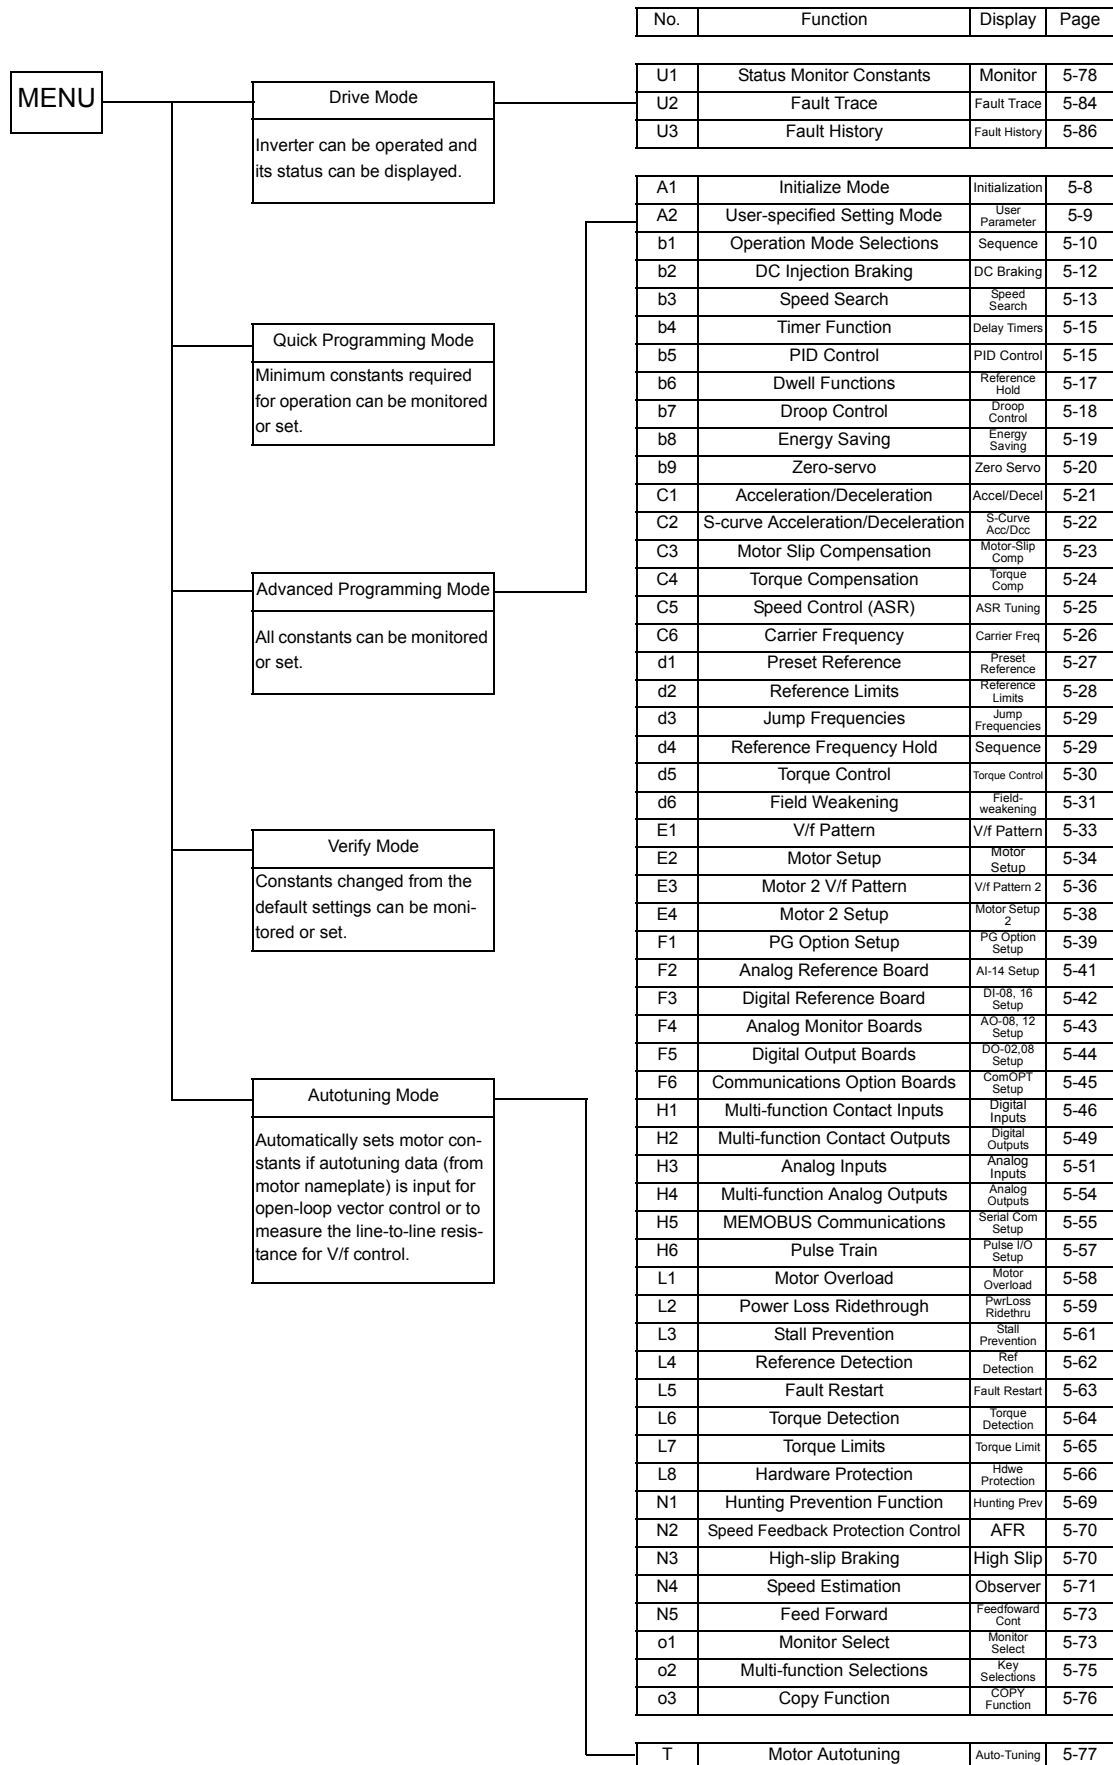 No. Function Display Page
MENU
Drive Mode
Inverter can be operated and
its status can be displayed.
Quick Programming Mode
Minimum constants required
for operation can be monitored
or set.
Advanced Programming Mode
All constants can be monitored
or set.
Verify Mode
Constants changed from the
default settings can be moni-
tored or set.
Autotuning Mode
Automatically sets motor con-
stants if autotuning data (from
motor nameplate) is input for
open-loop vector control or to
measure the line-to-line resis-
tance for V/f control.
U1 Status Monitor Constants Monitor 5-78
U2 Fault Trace Fault Trace 5-84
U3 Fault History Fault History 5-86
A1 Initialize Mode Initialization 5-8
A2 User-specified Setting Mode User Parameter 5-9
b1 Operation Mode Selections Sequence 5-10
b2 DC Injection Braking DC Braking 5-12
b3 Speed Search Speed Search 5-13
b4 Timer Function Delay Timers 5-15
b5 PID Control PID Control 5-15
b6 Dwell Functions Reference Hold 5-17
b7 Droop Control Droop Control 5-18
b8 Energy Saving Energy Saving 5-19
b9 Zero-servo Zero Servo 5-20
C1 Acceleration/Deceleration Accel/Decel 5-21
C2 S-curve Acceleration/Deceleration S-Curve Acc/Dcc 5-22
C3 Motor Slip Compensation Motor-Slip Comp 5-23
C4 Torque Compensation Torque Comp 5-24
C5 Speed Control (ASR) ASR Tuning 5-25
C6 Carrier Frequency Carrier Freq 5-26
d1 Preset Reference Preset Reference 5-27
d2 Reference Limits Reference Limits 5-28
d3 Jump Frequencies Jump Frequencies 5-29
d4 Reference Frequency Hold Sequence 5-29
d5 Torque Control Torque Control 5-30
d6 Field Weakening Field-weakening 5-31
E1 V/f Pattern V/f Pattern 5-33
E2 Motor Setup Motor Setup 5-34
E3 Motor 2 V/f Pattern V/f Pattern 2 5-36
E4 Motor 2 Setup Motor Setup 2 5-38
F1 PG Option Setup PG Option Setup 5-39
F2 Analog Reference Board AI-14 Setup 5-41
F3 Digital Reference Board DI-08, 16 Setup 5-42
F4 Analog Monitor Boards AO-08, 12 Setup 5-43
F5 Digital Output Boards DO-02,08 Setup 5-44
F6 Communications Option Boards ComOPT Setup 5-45
H1 Multi-function Contact Inputs Digital Inputs 5-46
H2 Multi-function Contact Outputs Digital Outputs 5-49
H3 Analog Inputs Analog Inputs 5-51
H4 Multi-function Analog Outputs Analog Outputs 5-54
H5 MEMOBUS Communications Serial Com Setup 5-55
H6 Pulse Train Pulse I/O Setup 5-57
L1 Motor Overload Motor Overload 5-58
L2 Power Loss Ridethrough PwrLoss Ridethru 5-59
L3 Stall Prevention Stall Prevention 5-61
L4 Reference Detection Ref Detection 5-62
L5 Fault Restart Fault Restart 5-63
L6 Torque Detection Torque Detection 5-64
L7 Torque Limits Torque Limit 5-65
L8 Hardware Protection Hdwe Protection 5-66
N1 Hunting Prevention Function Hunting Prev 5-69
N2 Speed Feedback Protection Control AFR 5-70
N3 High-slip Braking High Slip 5-70
N4 Speed Estimation Observer 5-71
N5 Feed Forward Feedfoward Cont 5-73
o1 Monitor Select Monitor Select 5-73
o2 Multi-function Selections Key Selections 5-75
o3 Copy Function COPY Function 5-76
T Motor Autotuning Auto-Tuning 5-77